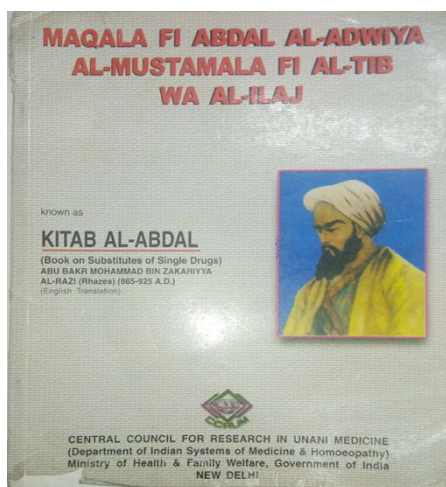 MAQALA FI ABDAL AL-ADWIYA
AL-MUSTAMALA FI AL-TIB
WA AL-ILAJ
known as
KITAB AL-ABDAL
(Book on Substitutes of Single Drugs)
ABU BAKR MOHAMMAD BIN ZAKARIYYA
AL-RAZI (Rhazes) (865-925 A.D.)
(English Translation)
CCRUM
CENTRAL COUNCIL FOR RESEARCH IN UNANI MEDICINE
(Department of Indian Systems of Medicine & Homoeopathy)
Ministry of Health & Family Welfare, Government of India
NEW DELHI